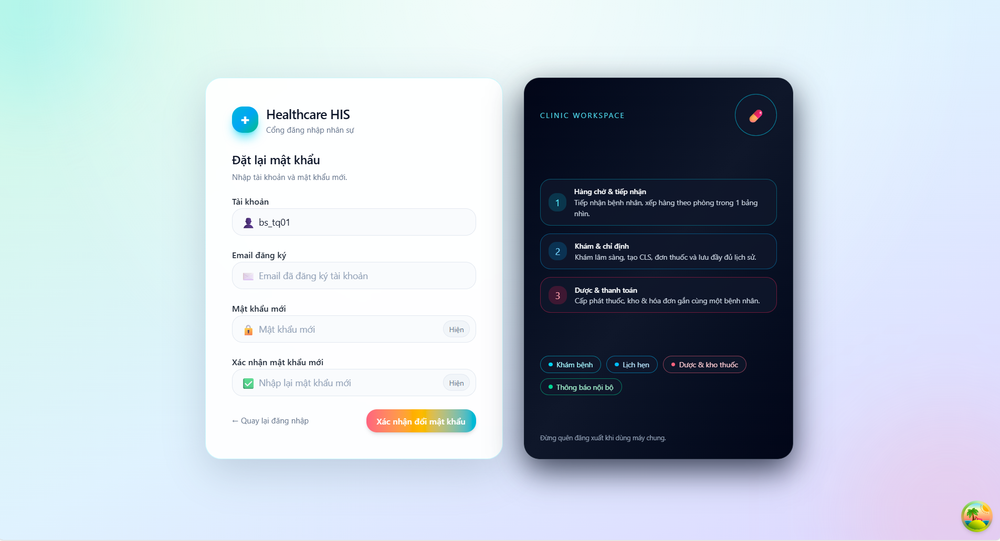 Healthcare HIS
Cổng đăng nhập nhân sự
Đặt lại mật khẩu
Nhập tài khoản và mật khẩu mới.
Tài khoản
bs_tq01
Email đăng ký
Email đã đăng ký tài khoản
Mật khẩu mới
Mật khẩu mới
Hiện
Xác nhận mật khẩu mới
Nhập lại mật khẩu mới
Hiện
← Quay lại đăng nhập
Xác nhận đổi mật khẩu
CLINIC WORKSPACE
1
Hàng chờ & tiếp nhận
Tiếp nhận bệnh nhân, xếp hàng theo phòng trong 1 bảng
nhìn.
2
Khám & chỉ định
Khám lâm sàng, tạo CLS, đơn thuốc và lưu đầy đủ lịch sử.
3
Dược & thanh toán
Cấp phát thuốc, kho & hóa đơn gắn cùng một bệnh nhân.
Khám bệnh
Lịch hẹn
Dược & kho thuốc
Thông báo nội bộ
Đừng quên đăng xuất khi dùng máy chung.